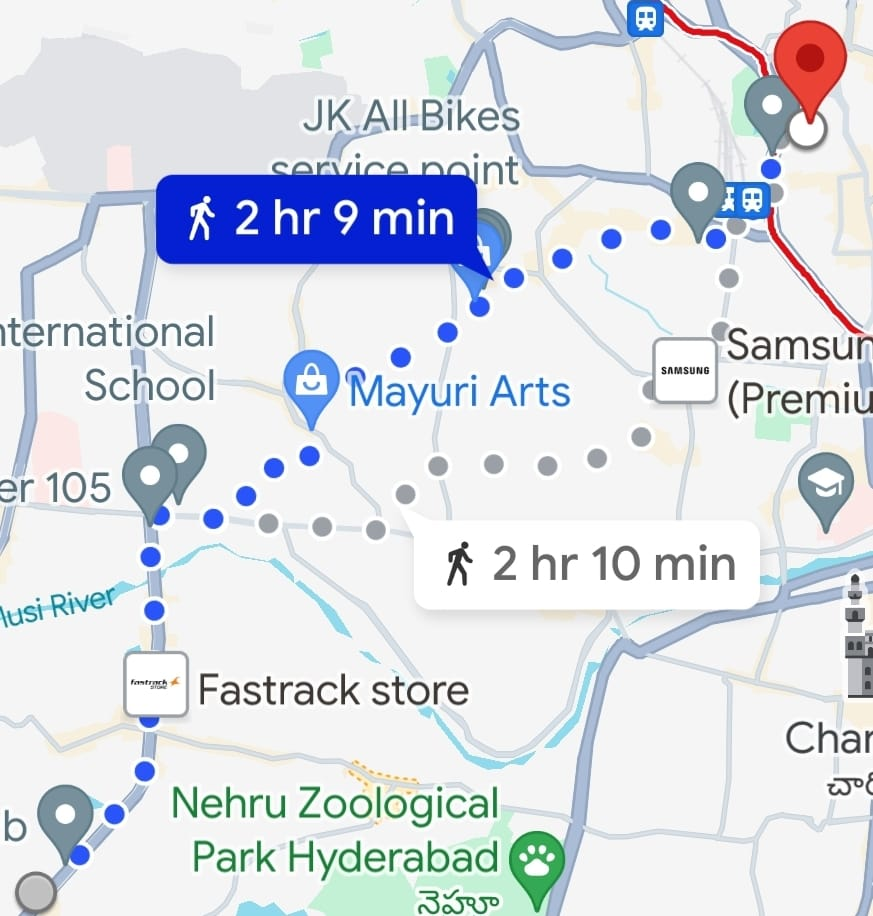 JK All Bikes
service point
2 hr 9 min
nternational
School
Mayuri Arts
Samsun
(Premiu
SAMSUNG
er 105
2 hr 10 min
lusi River
fastrack
STORE
Fastrack store
Char
చార
b
Nehru Zoological
Park Hyderabad
నెహ్రూ